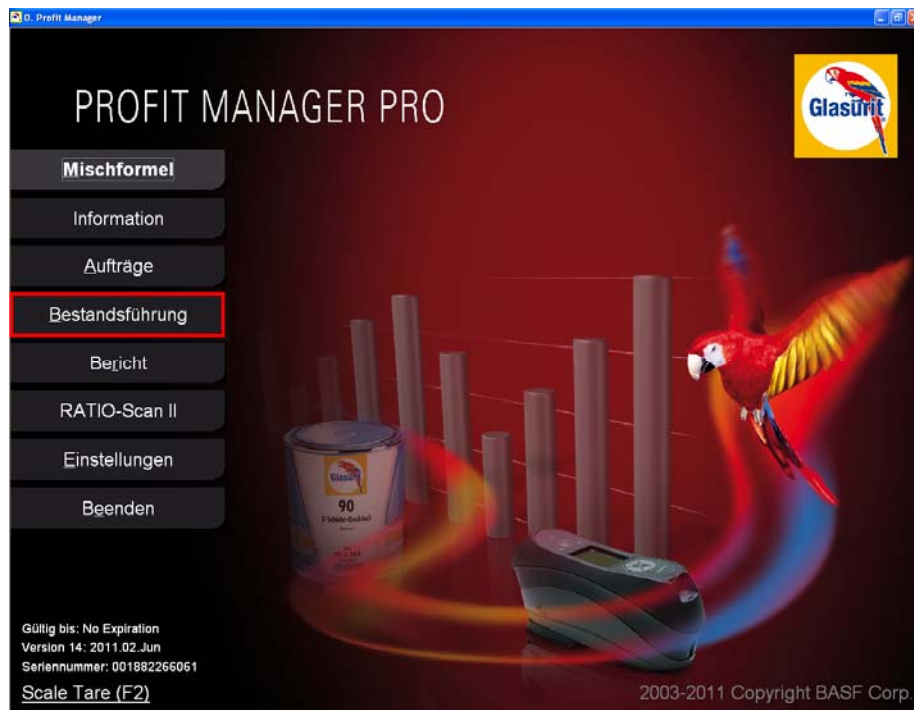 D. Profit Manager
PROFIT MANAGER PRO
Glasurit
Mischformel
Information
Aufträge
Bestandsführung
Bericht
RATIO-Scan II
Einstellungen
Beenden
Glasurit
90
Gültig bis: No Expiration
Version 14: 2011.02.Jun
Seriennummer: 001882266061
Scale Tare (F2)
2003-2011 Copyright BASF Corp.